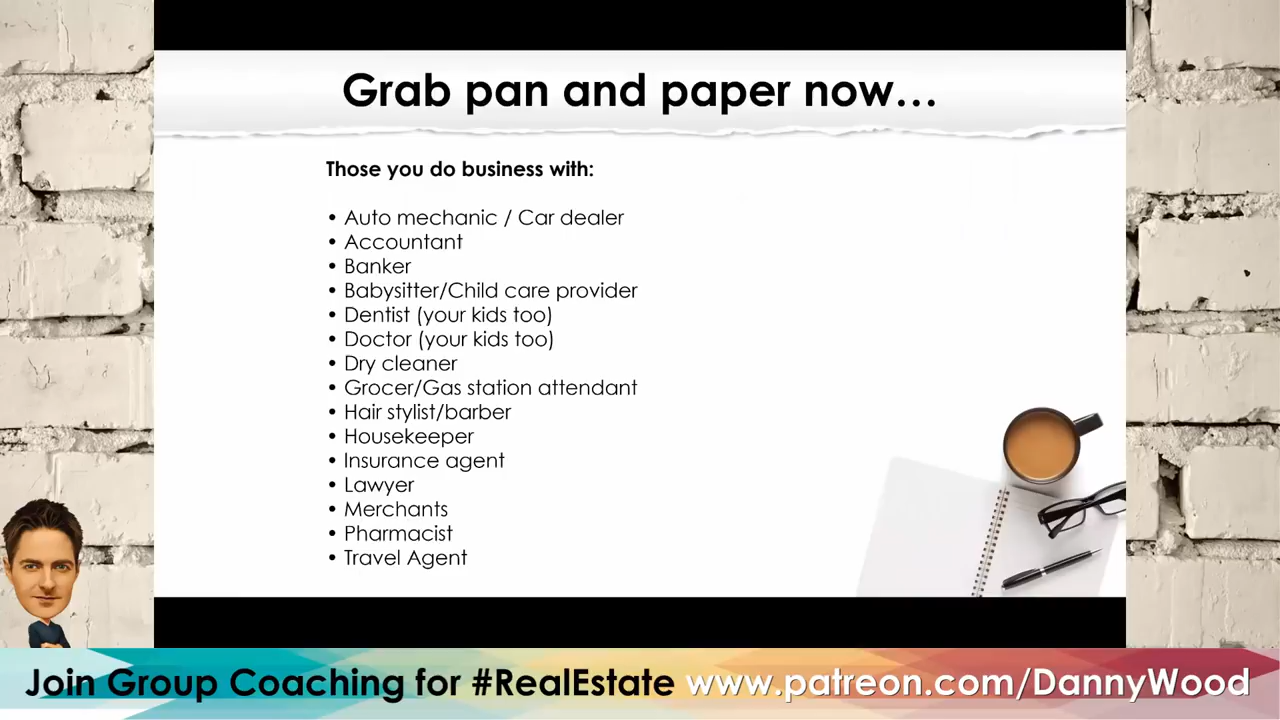 Grab pan and paper now...
Those you do business with:
• Auto mechanic / Car dealer
• Accountant
• Banker
• Babysitter/Child care provider
• Dentist (your kids too)
• Doctor (your kids too)
• Dry cleaner
• Grocer/Gas station attendant
• Hair stylist/barber
• Housekeeper
• Insurance agent
• Lawyer
• Merchants
• Pharmacist
• Travel Agent
Join Group Coaching for #RealEstate www.patreon.com/DannyWood